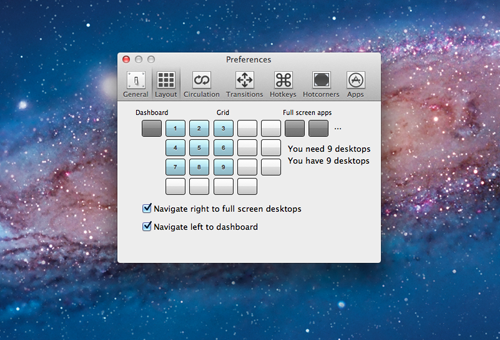 Preferences
General Layout Circulation Transitions Hotkeys Hotcorners Apps
Dashboard Grid Full screen apps
1 2 3 ...
4 5 6
You need 9 desktops
You have 9 desktops
7 8 9
Navigate right to full screen desktops
Navigate left to dashboard